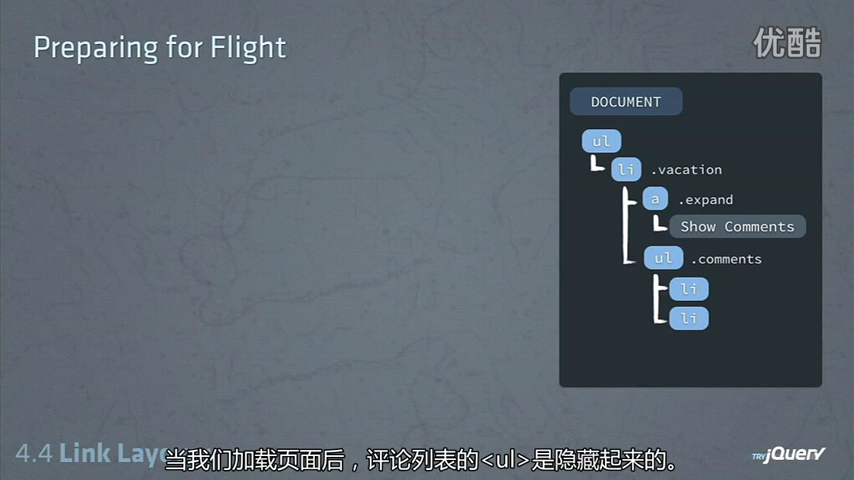 Preparing for Flight
优酷
DOCUMENT
ul
li .vacation
a .expand
Show Comments
ul .comments
li
li
4.4 Link
当我们加载页面后，评论列表的<ul>是隐藏起来的。
TRY jQuery